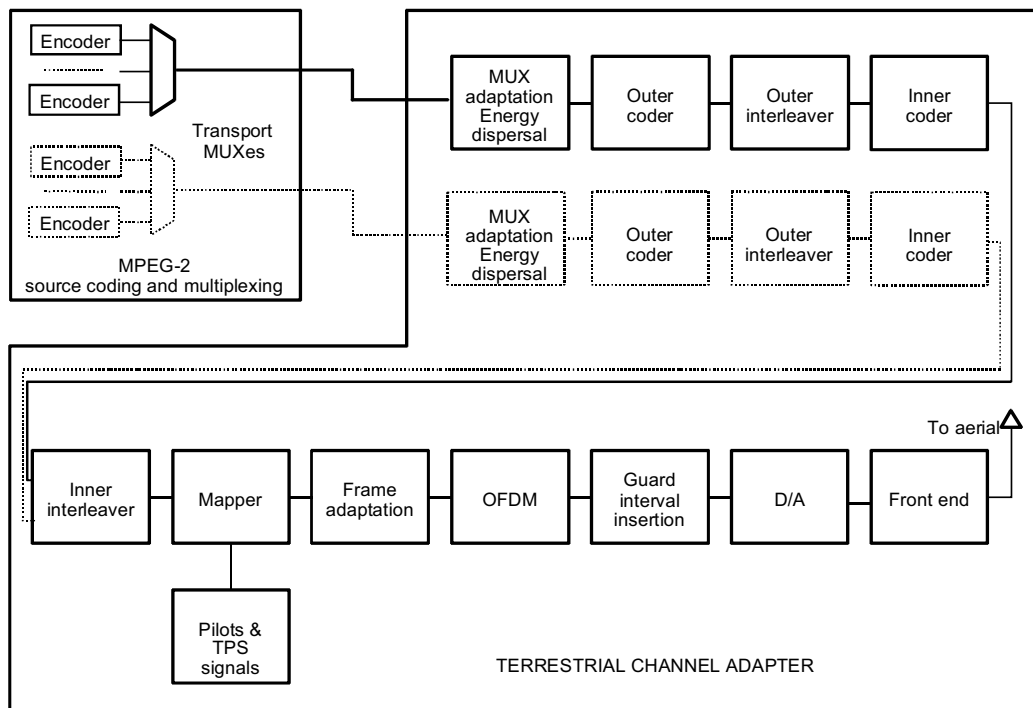 Encoder
Encoder
Transport
MUXes
Encoder
Encoder
MPEG-2
source coding and multiplexing
MUX
adaptation
Energy
dispersal
Outer
coder
Outer
interleaver
Inner
coder
MUX
adaptation
Energy
dispersal
Outer
coder
Outer
interleaver
Inner
coder
To aerial
Inner
interleaver
Mapper
Frame
adaptation
OFDM
Guard
interval
insertion
D/A
Front end
Pilots &
TPS
signals
TERRESTRIAL CHANNEL ADAPTER